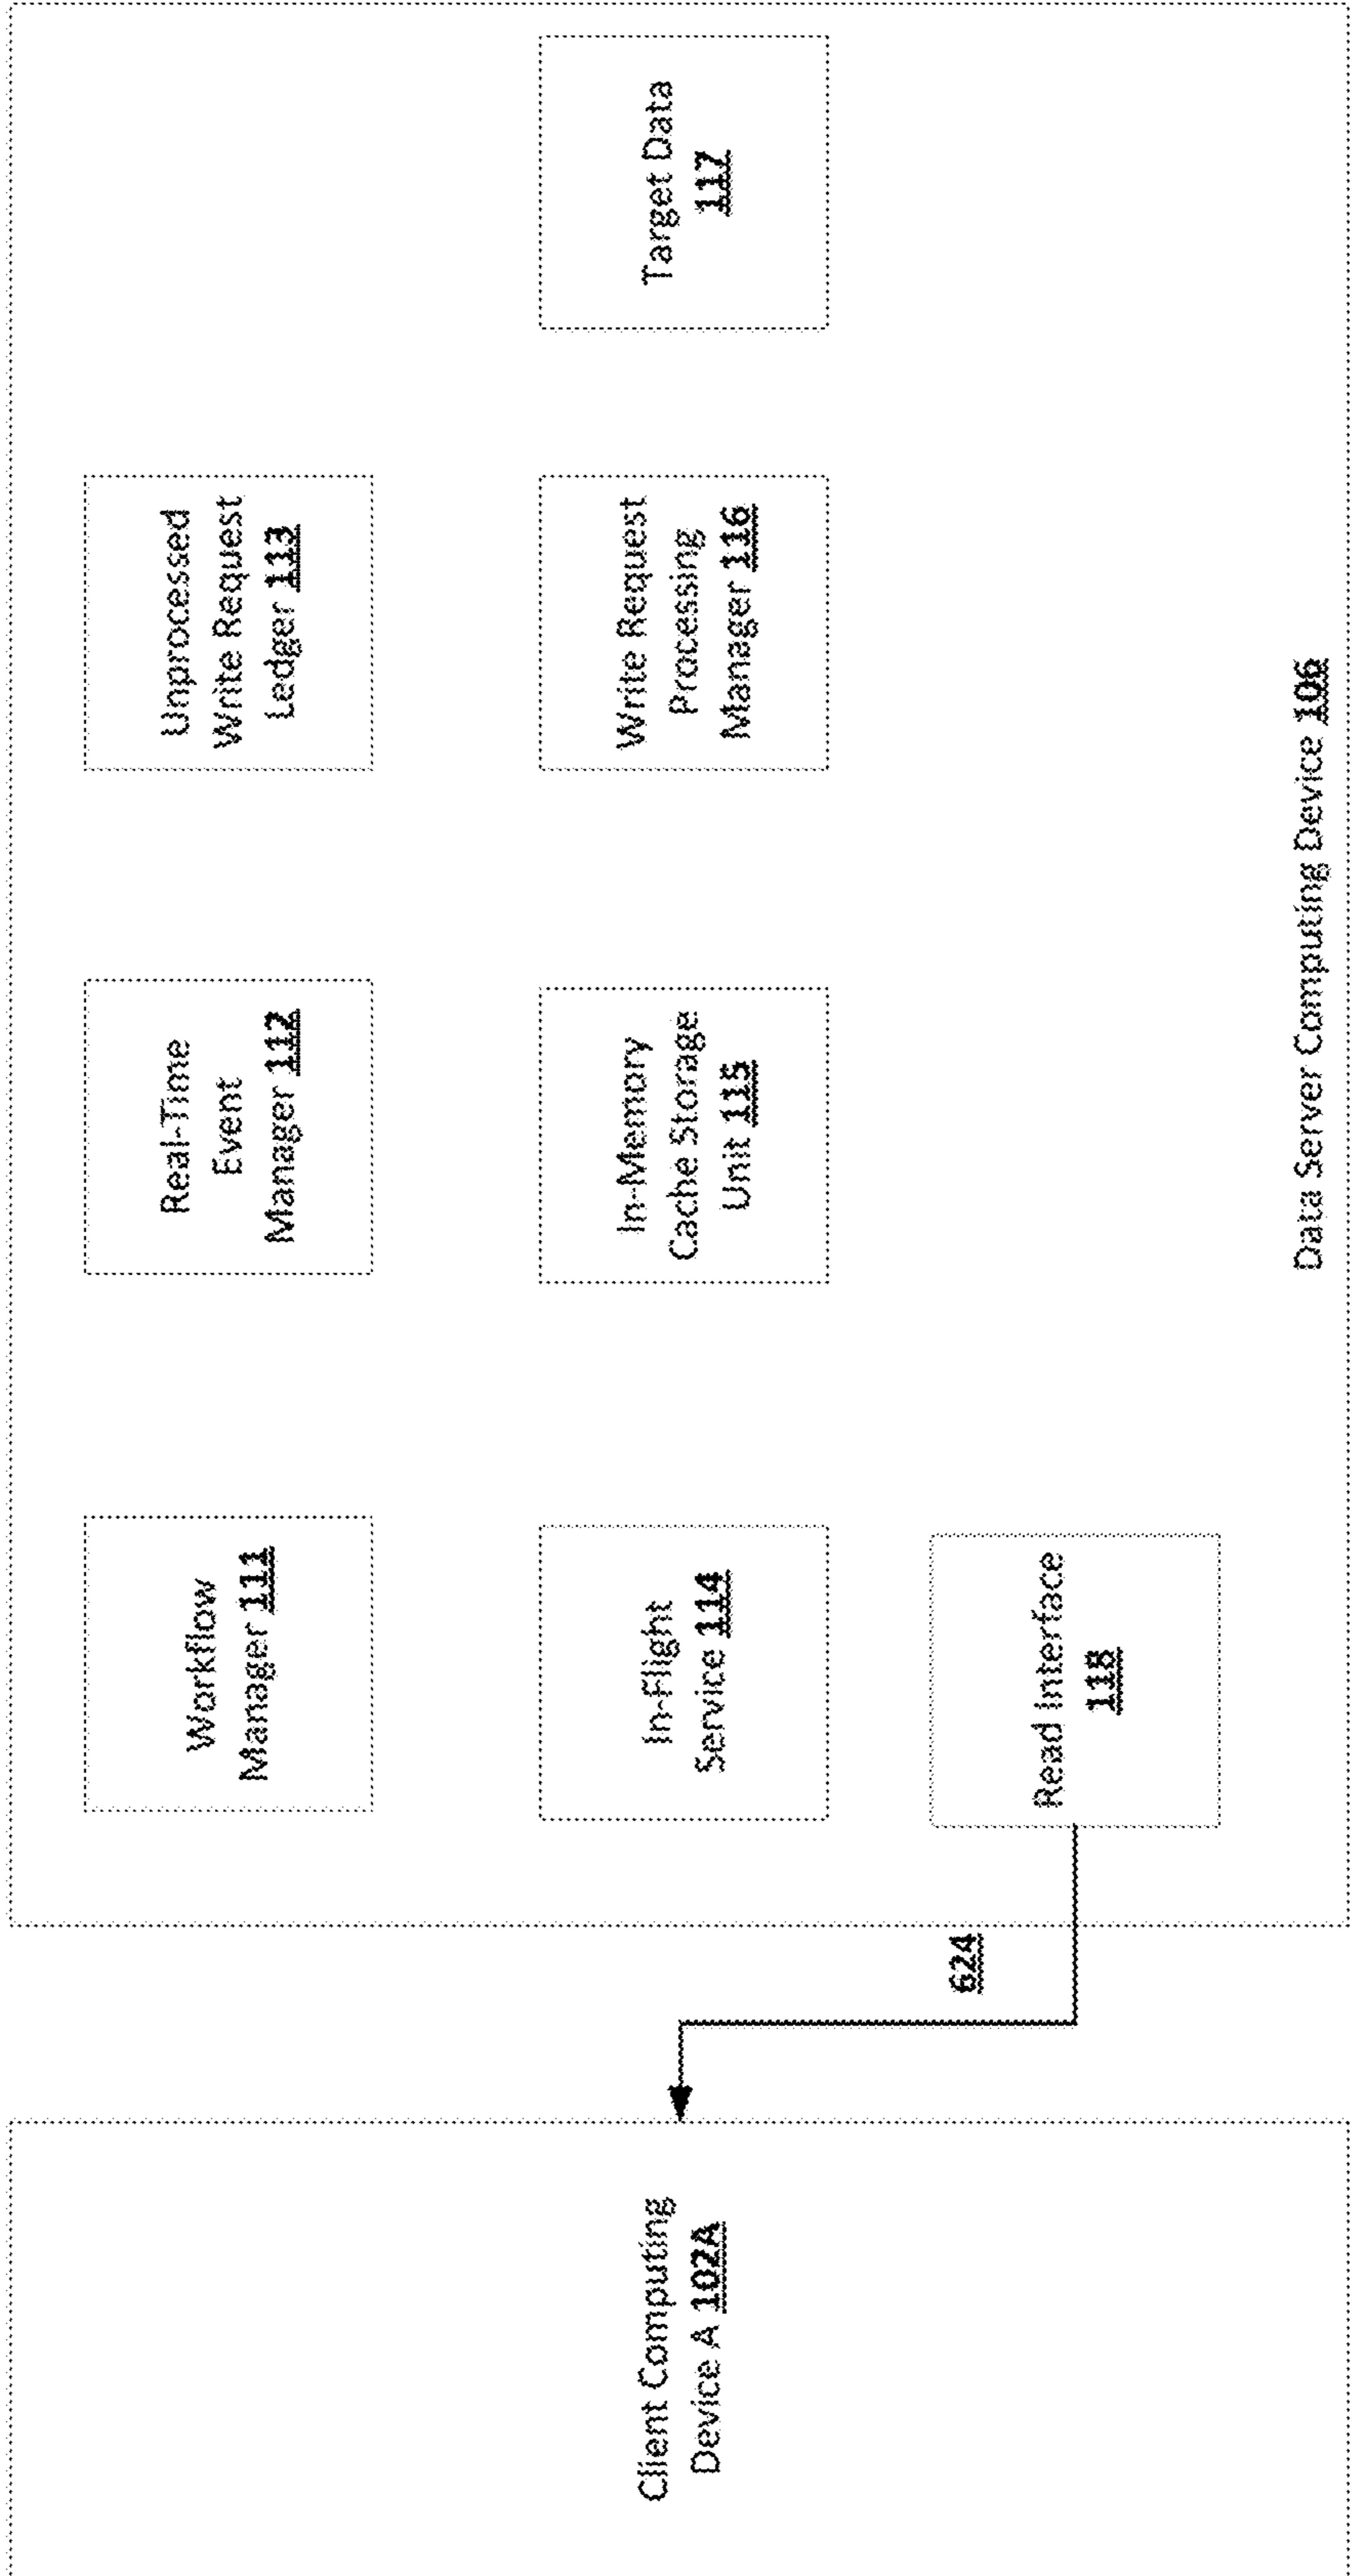 Workflow
Manager 111
Real-Time
Event
Manager 112
Unprocessed
Write Request
Ledger 113
Client Computing
Device A 102A
In-Flight
Service 114
In-Memory
Cache Storage
Unit 115
Write Request
Processing
Manager 116
Target Data
117
624
Read Interface
118
Data Server Computing Device 106